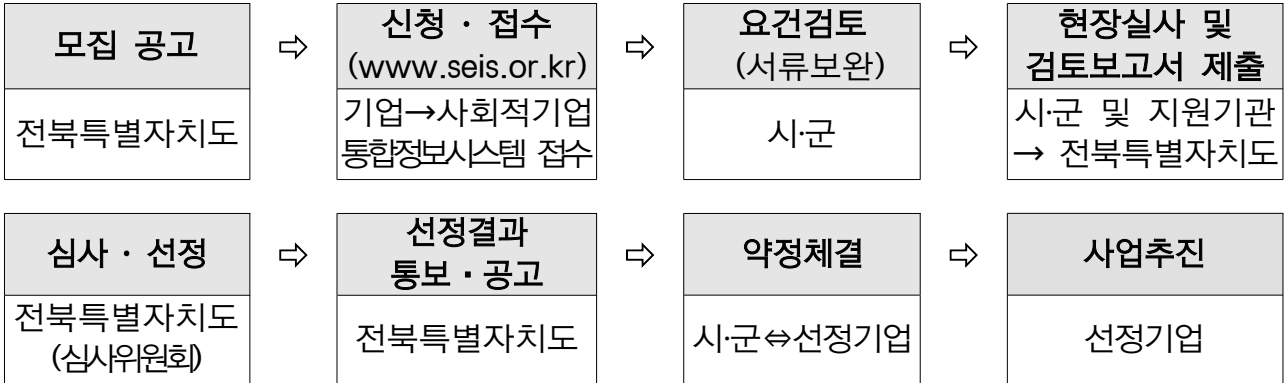 모집 공고
⇨
신청 · 접수
(www.seis.or.kr)
⇨
요건검토
(서류보완)
⇨
현장실사 및
검토보고서 제출
전북특별자치도
기업→사회적기업
통합정보시스템 접수
시·군
시·군 및 지원기관
→ 전북특별자치도
심사 · 선정
⇨
선정결과
통보 · 공고
⇨
약정체결
⇨
사업추진
전북특별자치도
(심사위원회)
전북특별자치도
시·군⇔선정기업
선정기업